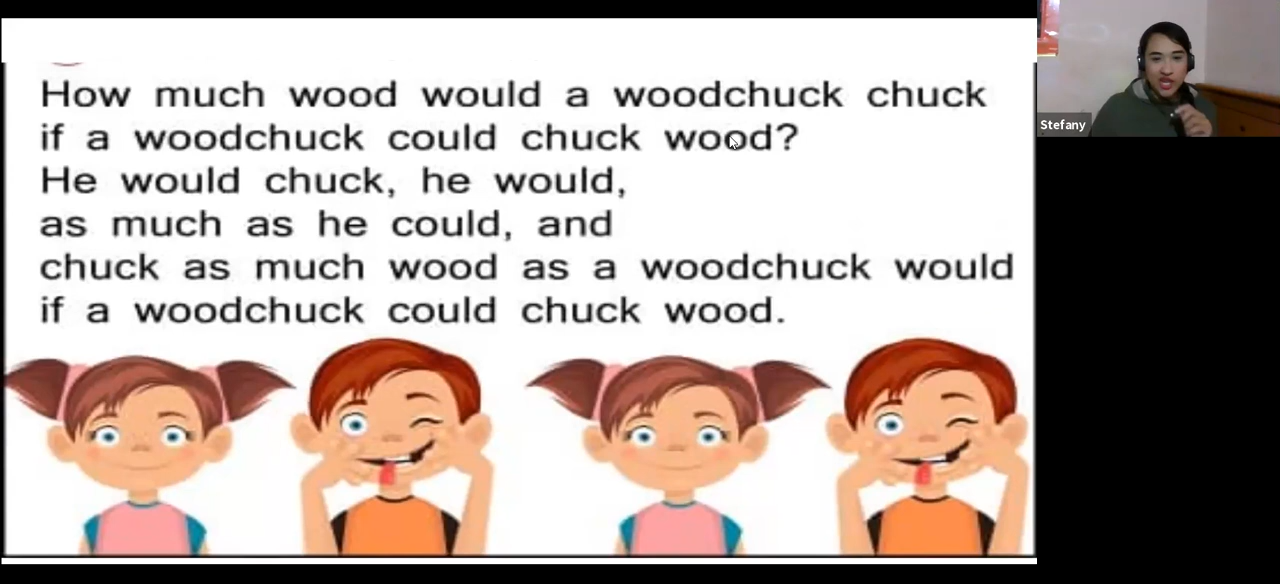 How much wood would a woodchuck chuck
if a woodchuck could chuck wood?
He would chuck, he would,
as much as he could, and
chuck as much wood as a woodchuck would
if a woodchuck could chuck wood.
Stefany